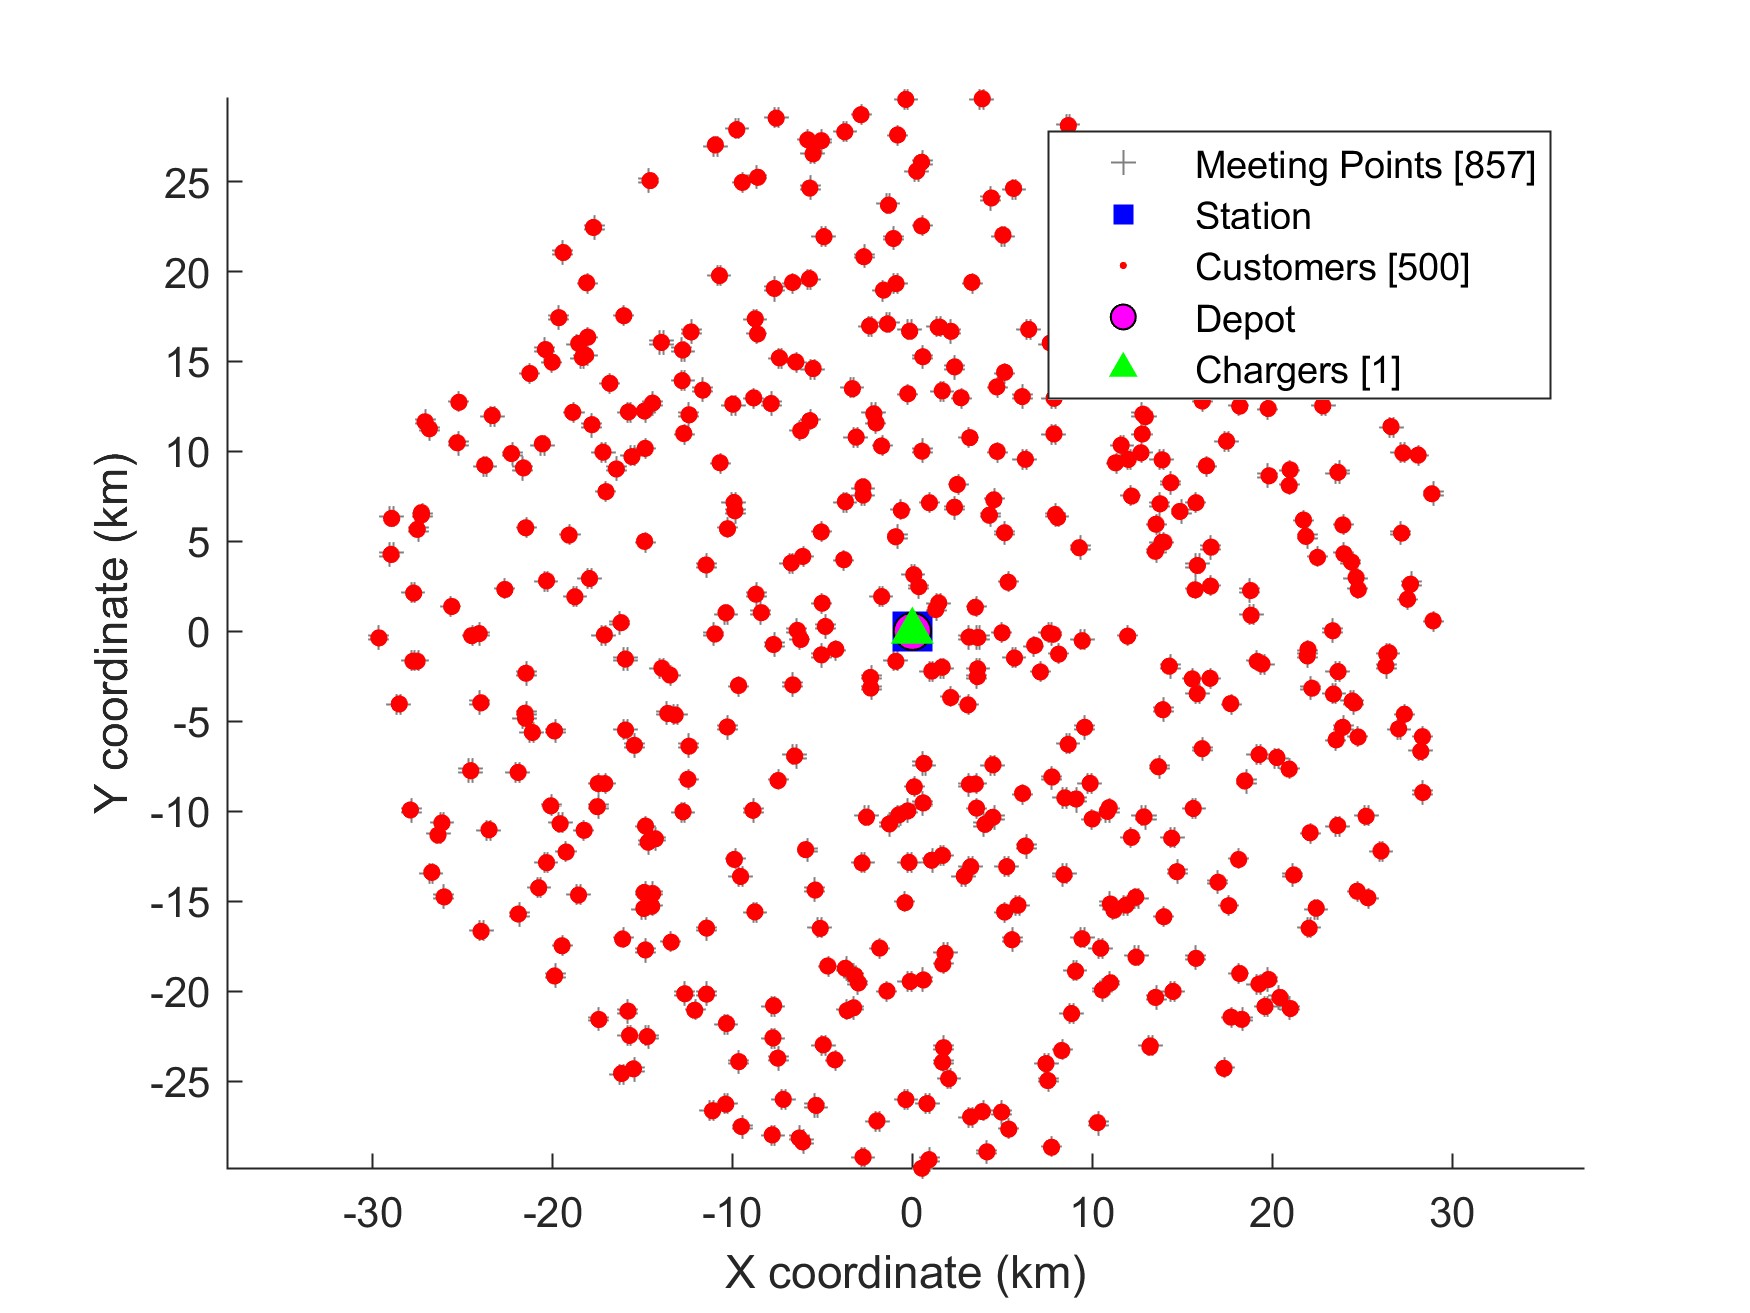 Meeting Points [857]
Station
Customers [500]
Depot
Chargers [1]
25
20
15
10
5
0
-5
-10
-15
-20
-25
Y coordinate (km)
-30 -20 -10 0 10 20 30
X coordinate (km)